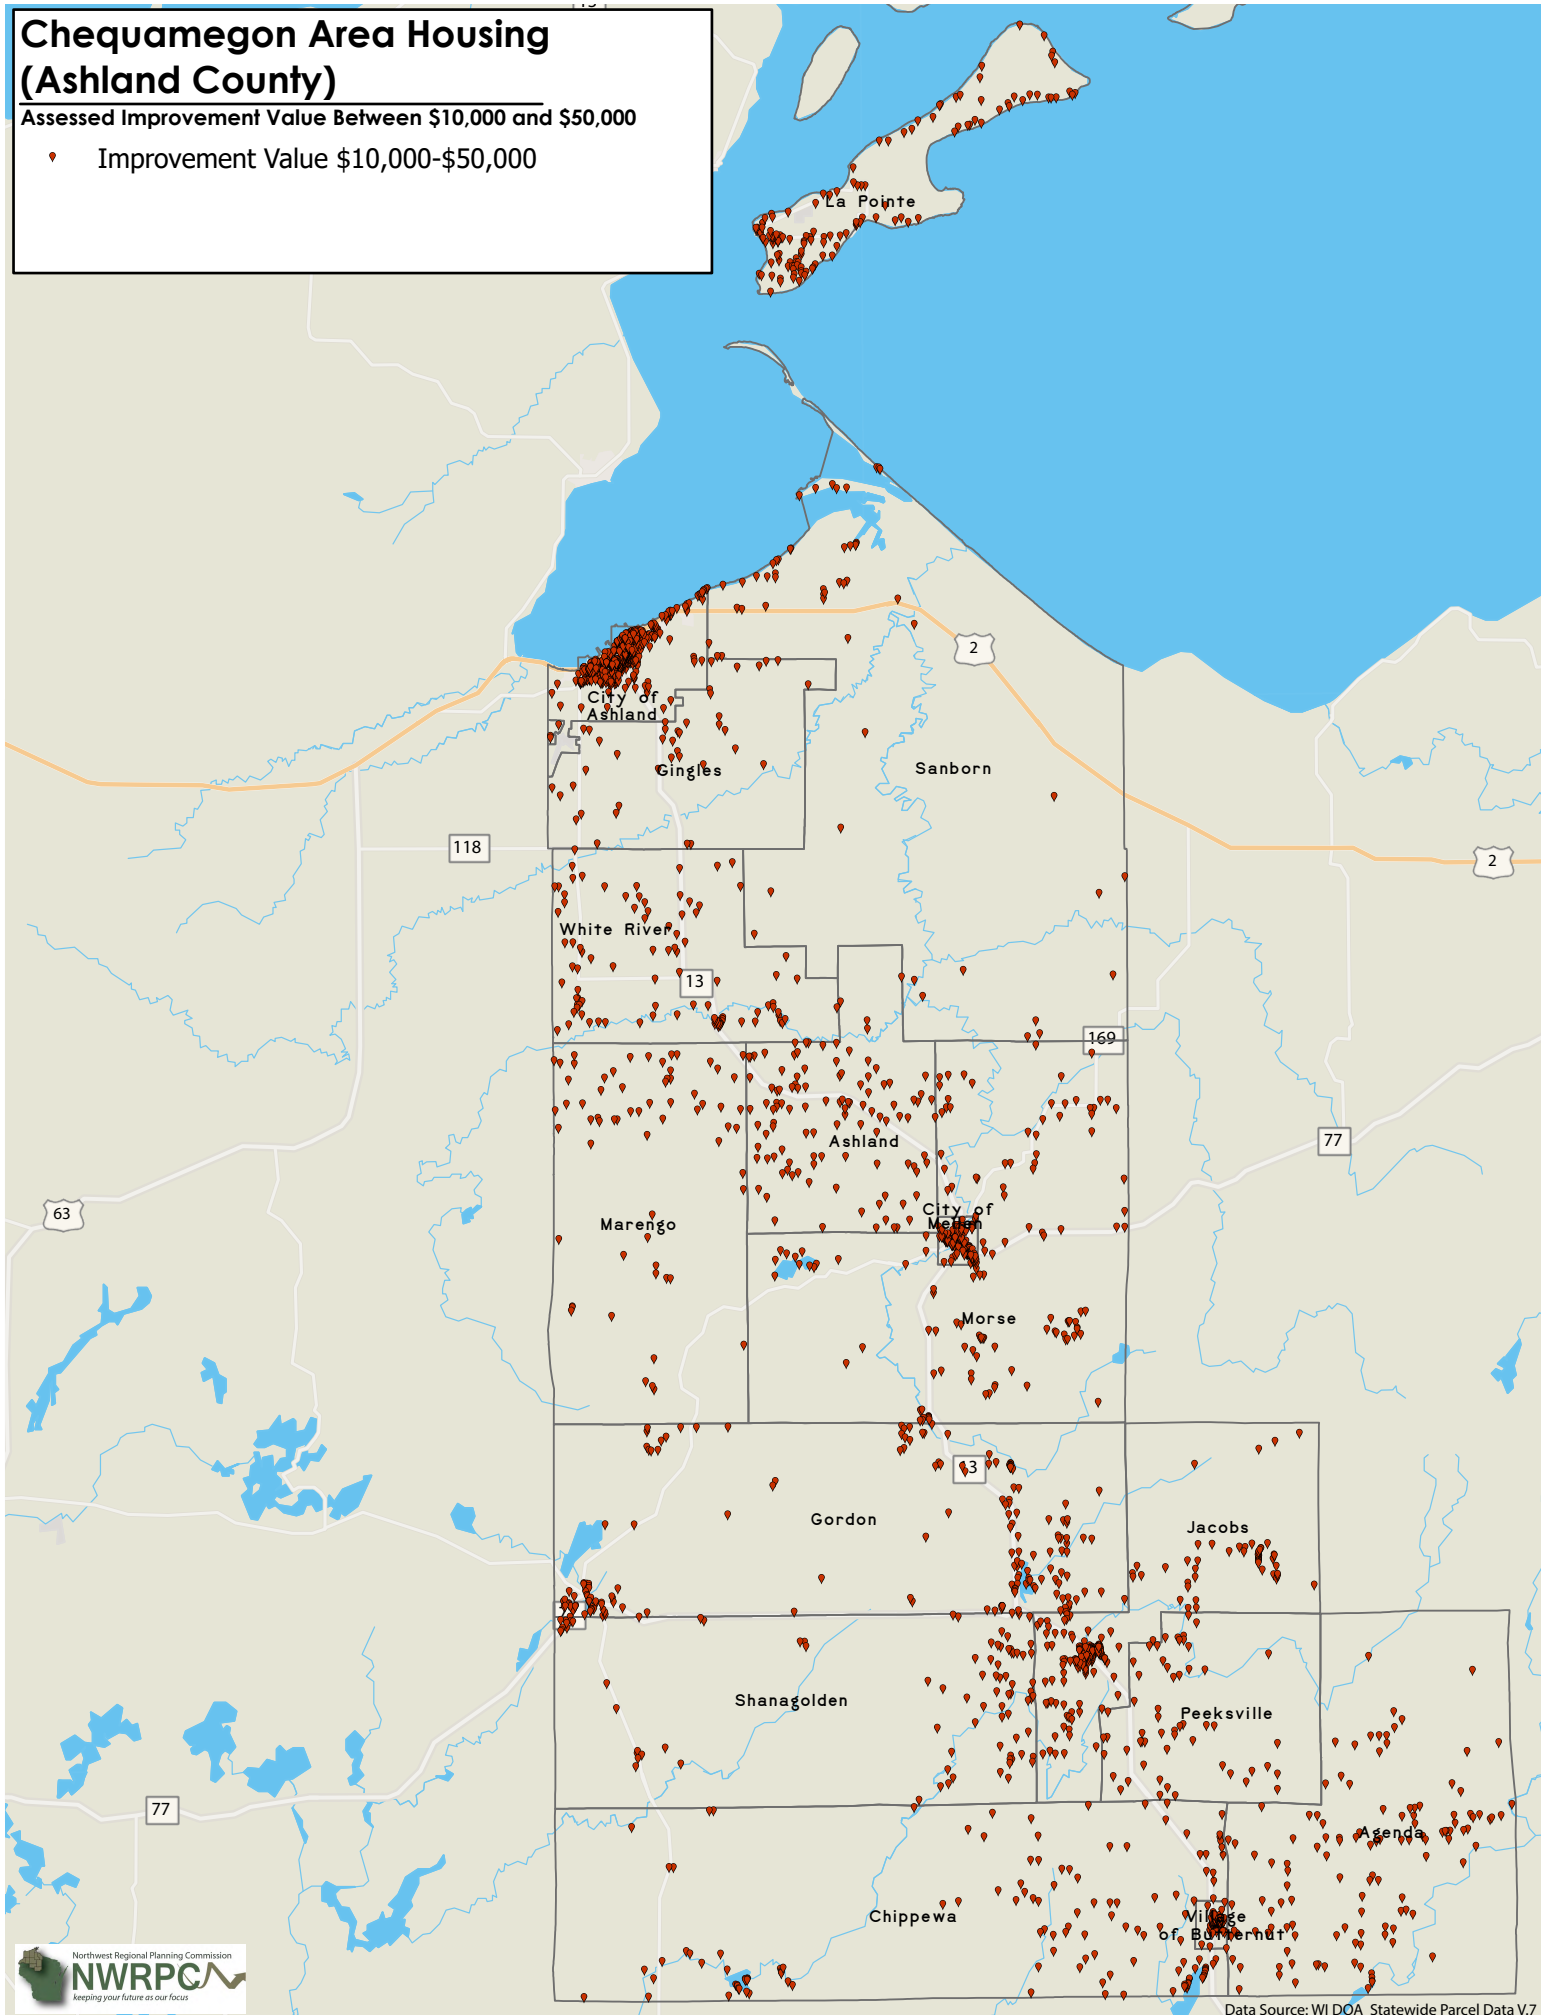 Chequamegon Area Housing
(Ashland County)
Assessed Improvement Value Between $10,000 and $50,000
Improvement Value $10,000-$50,000
La Pointe
2
City of
Ashland
Gingles
Sanborn
118
2
White River
13
169
Ashland
77
63
Marengo
City of
Mellen
Morse
13
Gordon
Jacobs
Shanagolden
Peeksville
77
Agenda
Chippewa
Village
of Butternut
Northwest Regional Planning Commission
NWRPC
keeping your future as our focus
Data Source: WI DOA Statewide Parcel Data V.7